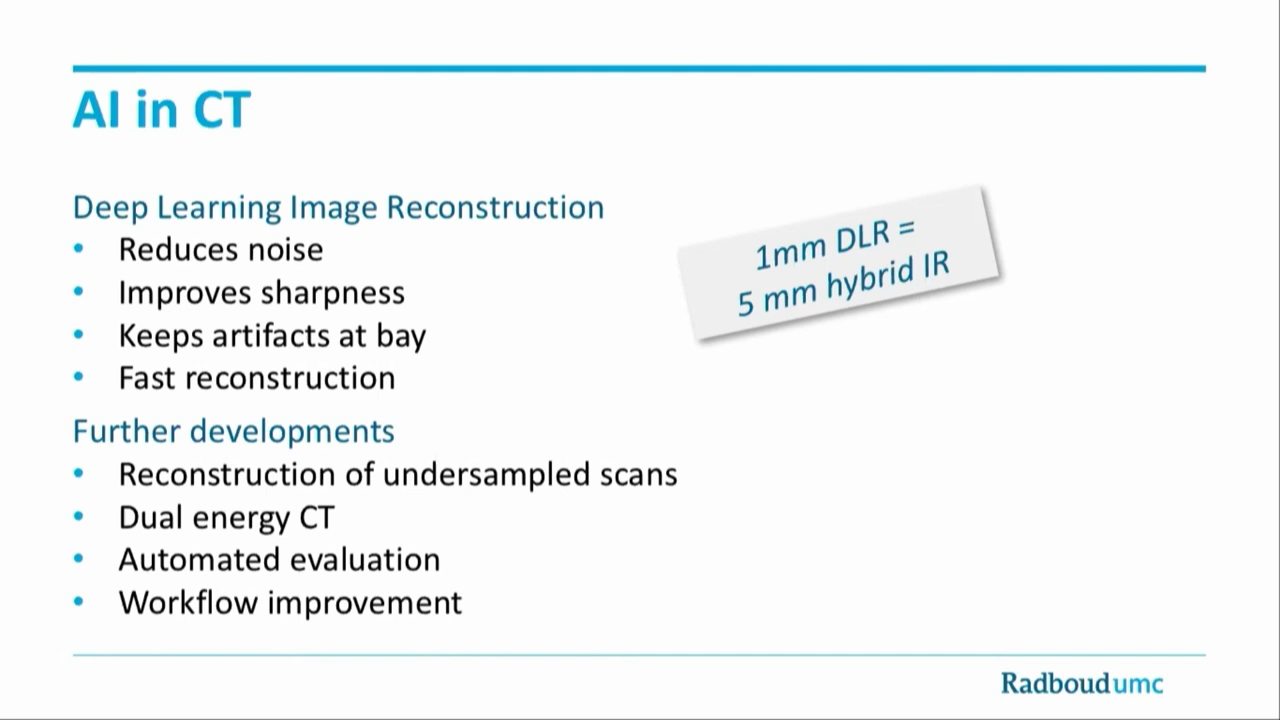 AI in CT
Deep Learning Image Reconstruction
• Reduces noise
• Improves sharpness
• Keeps artifacts at bay
• Fast reconstruction
1mm DLR =
5 mm hybrid IR
Further developments
• Reconstruction of undersampled scans
• Dual energy CT
• Automated evaluation
• Workflow improvement
Radboudumc